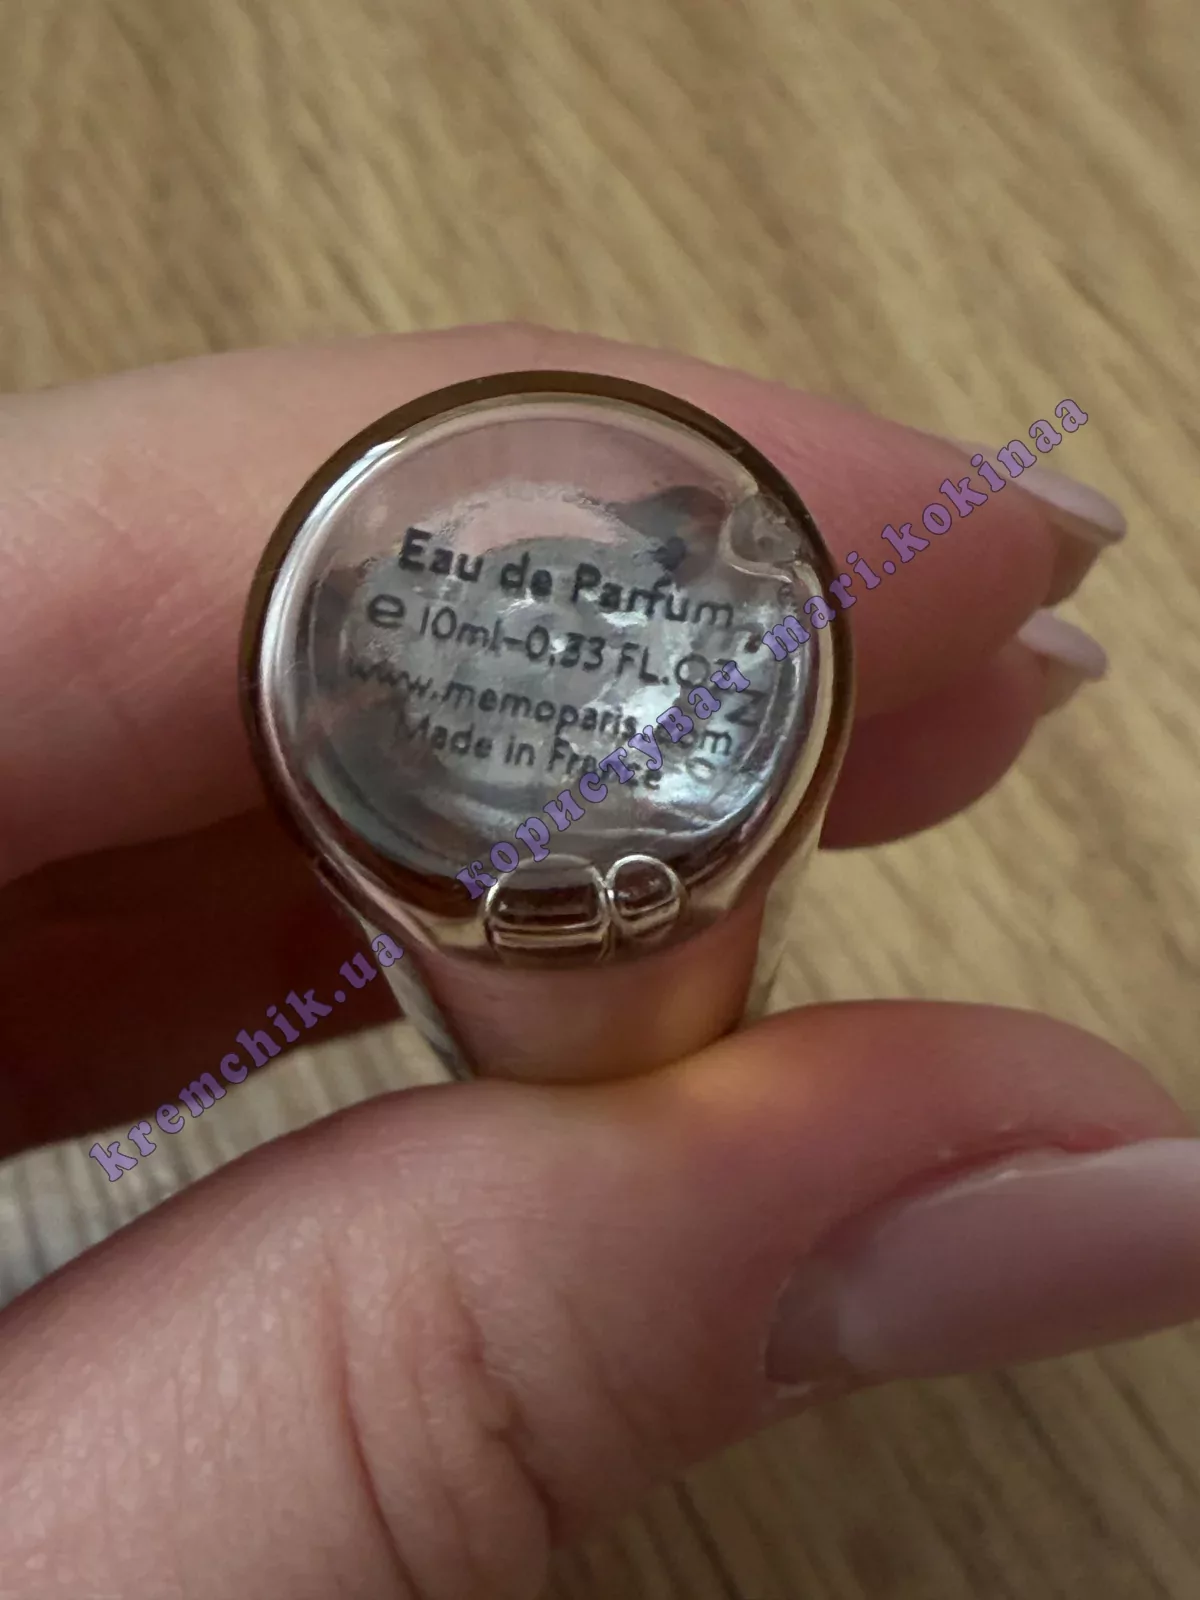 Eau de Parfum
e 10ml-0,33 FL.OZ
www.memoparis.com
Made in France
kremchik.ua користувач mari.kokinaa